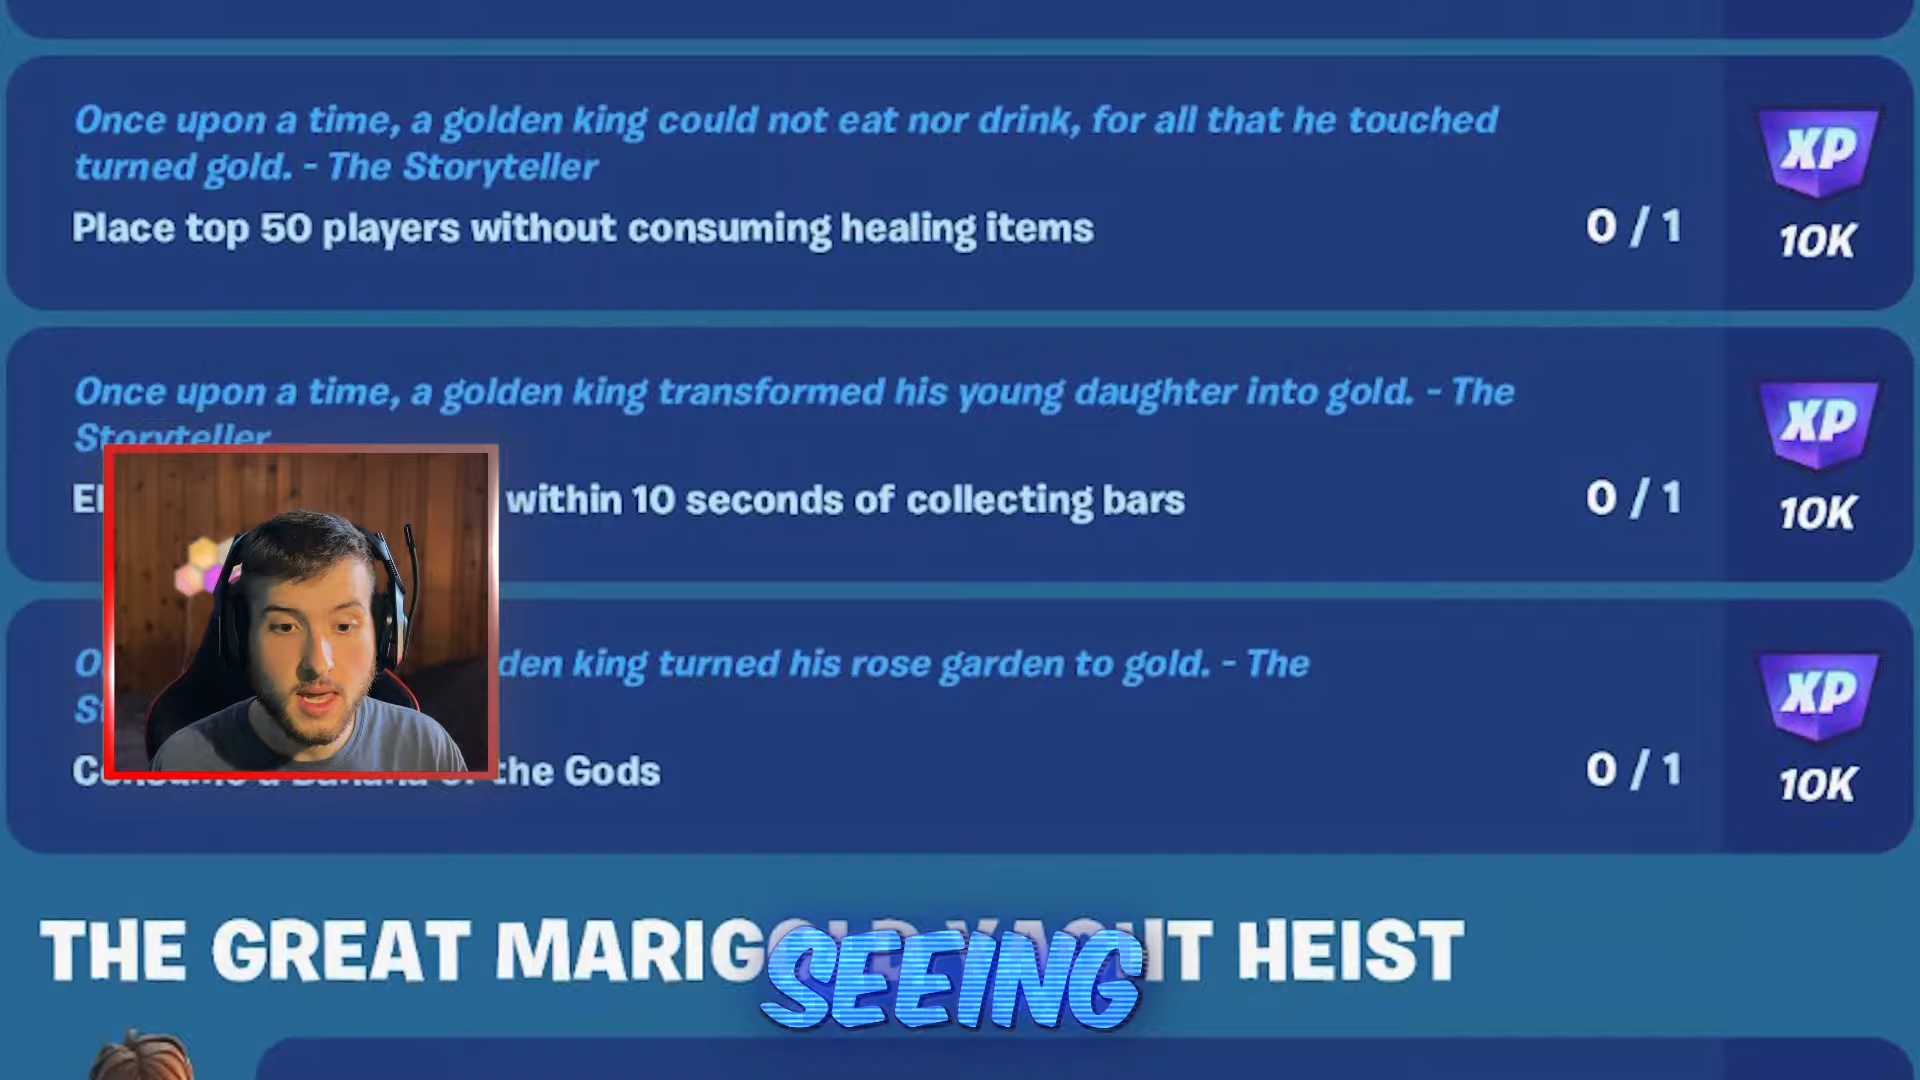 Once upon a time, a golden king could not eat nor drink, for all that he touched
turned gold. - The Storyteller
Place top 50 players without consuming healing items
0 / 1
XP
10K
Once upon a time, a golden king transformed his young daughter into gold. - The
Storyteller
within 10 seconds of collecting bars
0 / 1
XP
10K
king turned his rose garden to gold. - The
the Gods
0 / 1
XP
10K
THE GREAT HEIST
SEEING